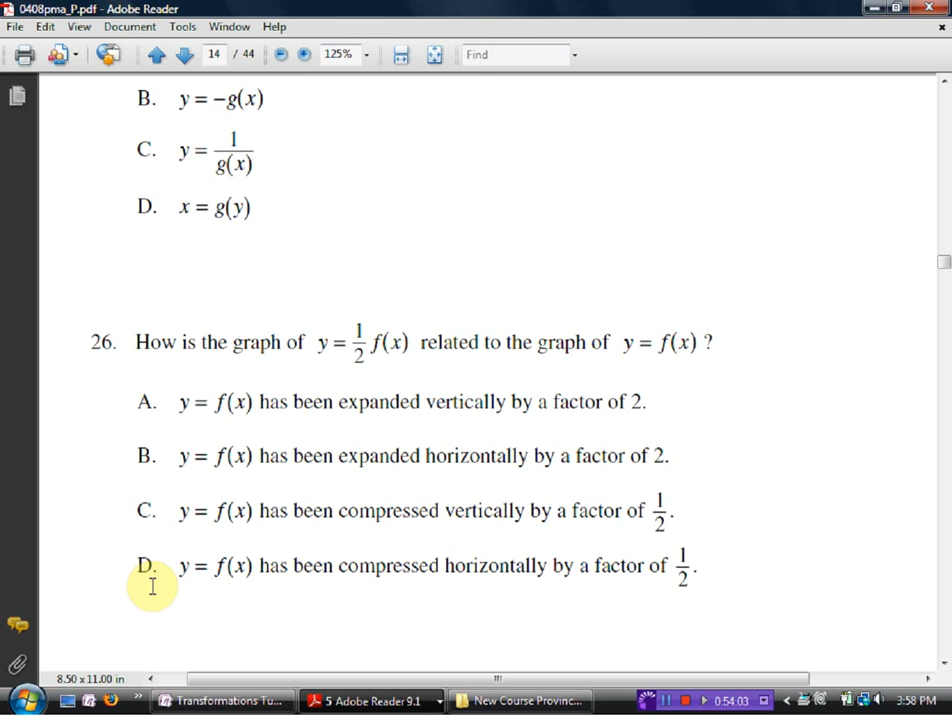 0408pma_P.pdf - Adobe Reader
File Edit View Document Tools Window Help
14 / 44 125% Find
B. y = −g(x)
C. y = 1/g(x)
D. x = g(y)
26. How is the graph of y = 1/2 f(x) related to the graph of y = f(x) ?
A. y = f(x) has been expanded vertically by a factor of 2.
B. y = f(x) has been expanded horizontally by a factor of 2.
C. y = f(x) has been compressed vertically by a factor of 1/2.
D. y = f(x) has been compressed horizontally by a factor of 1/2.
8.50 x 11.00 in
Transformations Tu... 5 Adobe Reader 9.1 New Course Provinc... 0:54:03 3:58 PM